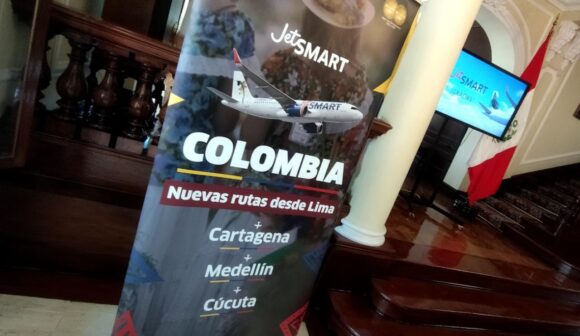 JetSMART
SMART
COLOMBIA
Nuevas rutas desde Lima
+
Cartagena
+
Medellín
+
Cúcuta
JetSMART